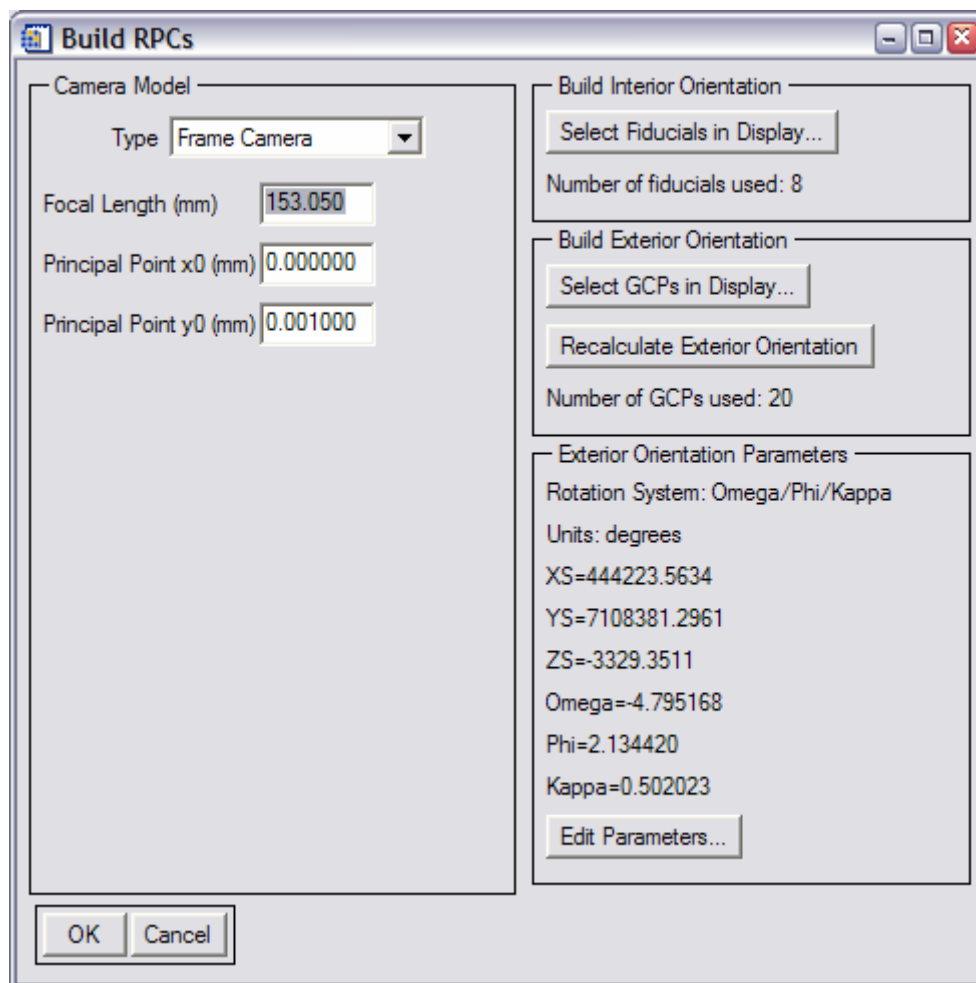 Build RPCs
Camera Model
Type Frame Camera
Focal Length (mm) 153.050
Principal Point x0 (mm) 0.000000
Principal Point y0 (mm) 0.001000
Build Interior Orientation
Select Fiducials in Display...
Number of fiducials used: 8
Build Exterior Orientation
Select GCPs in Display...
Recalculate Exterior Orientation
Number of GCPs used: 20
Exterior Orientation Parameters
Rotation System: Omega/Phi/Kappa
Units: degrees
XS=444223.5634
YS=7108381.2961
ZS=-3329.3511
Omega=-4.795168
Phi=2.134420
Kappa=0.502023
Edit Parameters...
OK Cancel